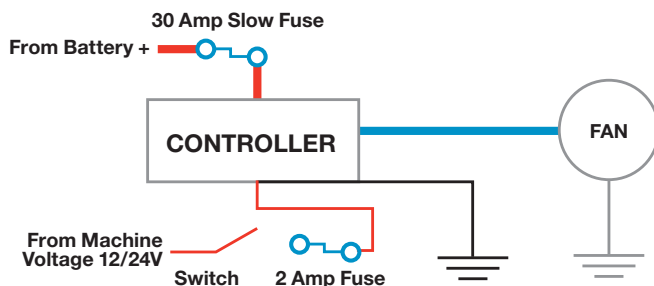 30 Amp Slow Fuse
From Battery +
CONTROLLER
FAN
From Machine
Voltage 12/24V
Switch
2 Amp Fuse